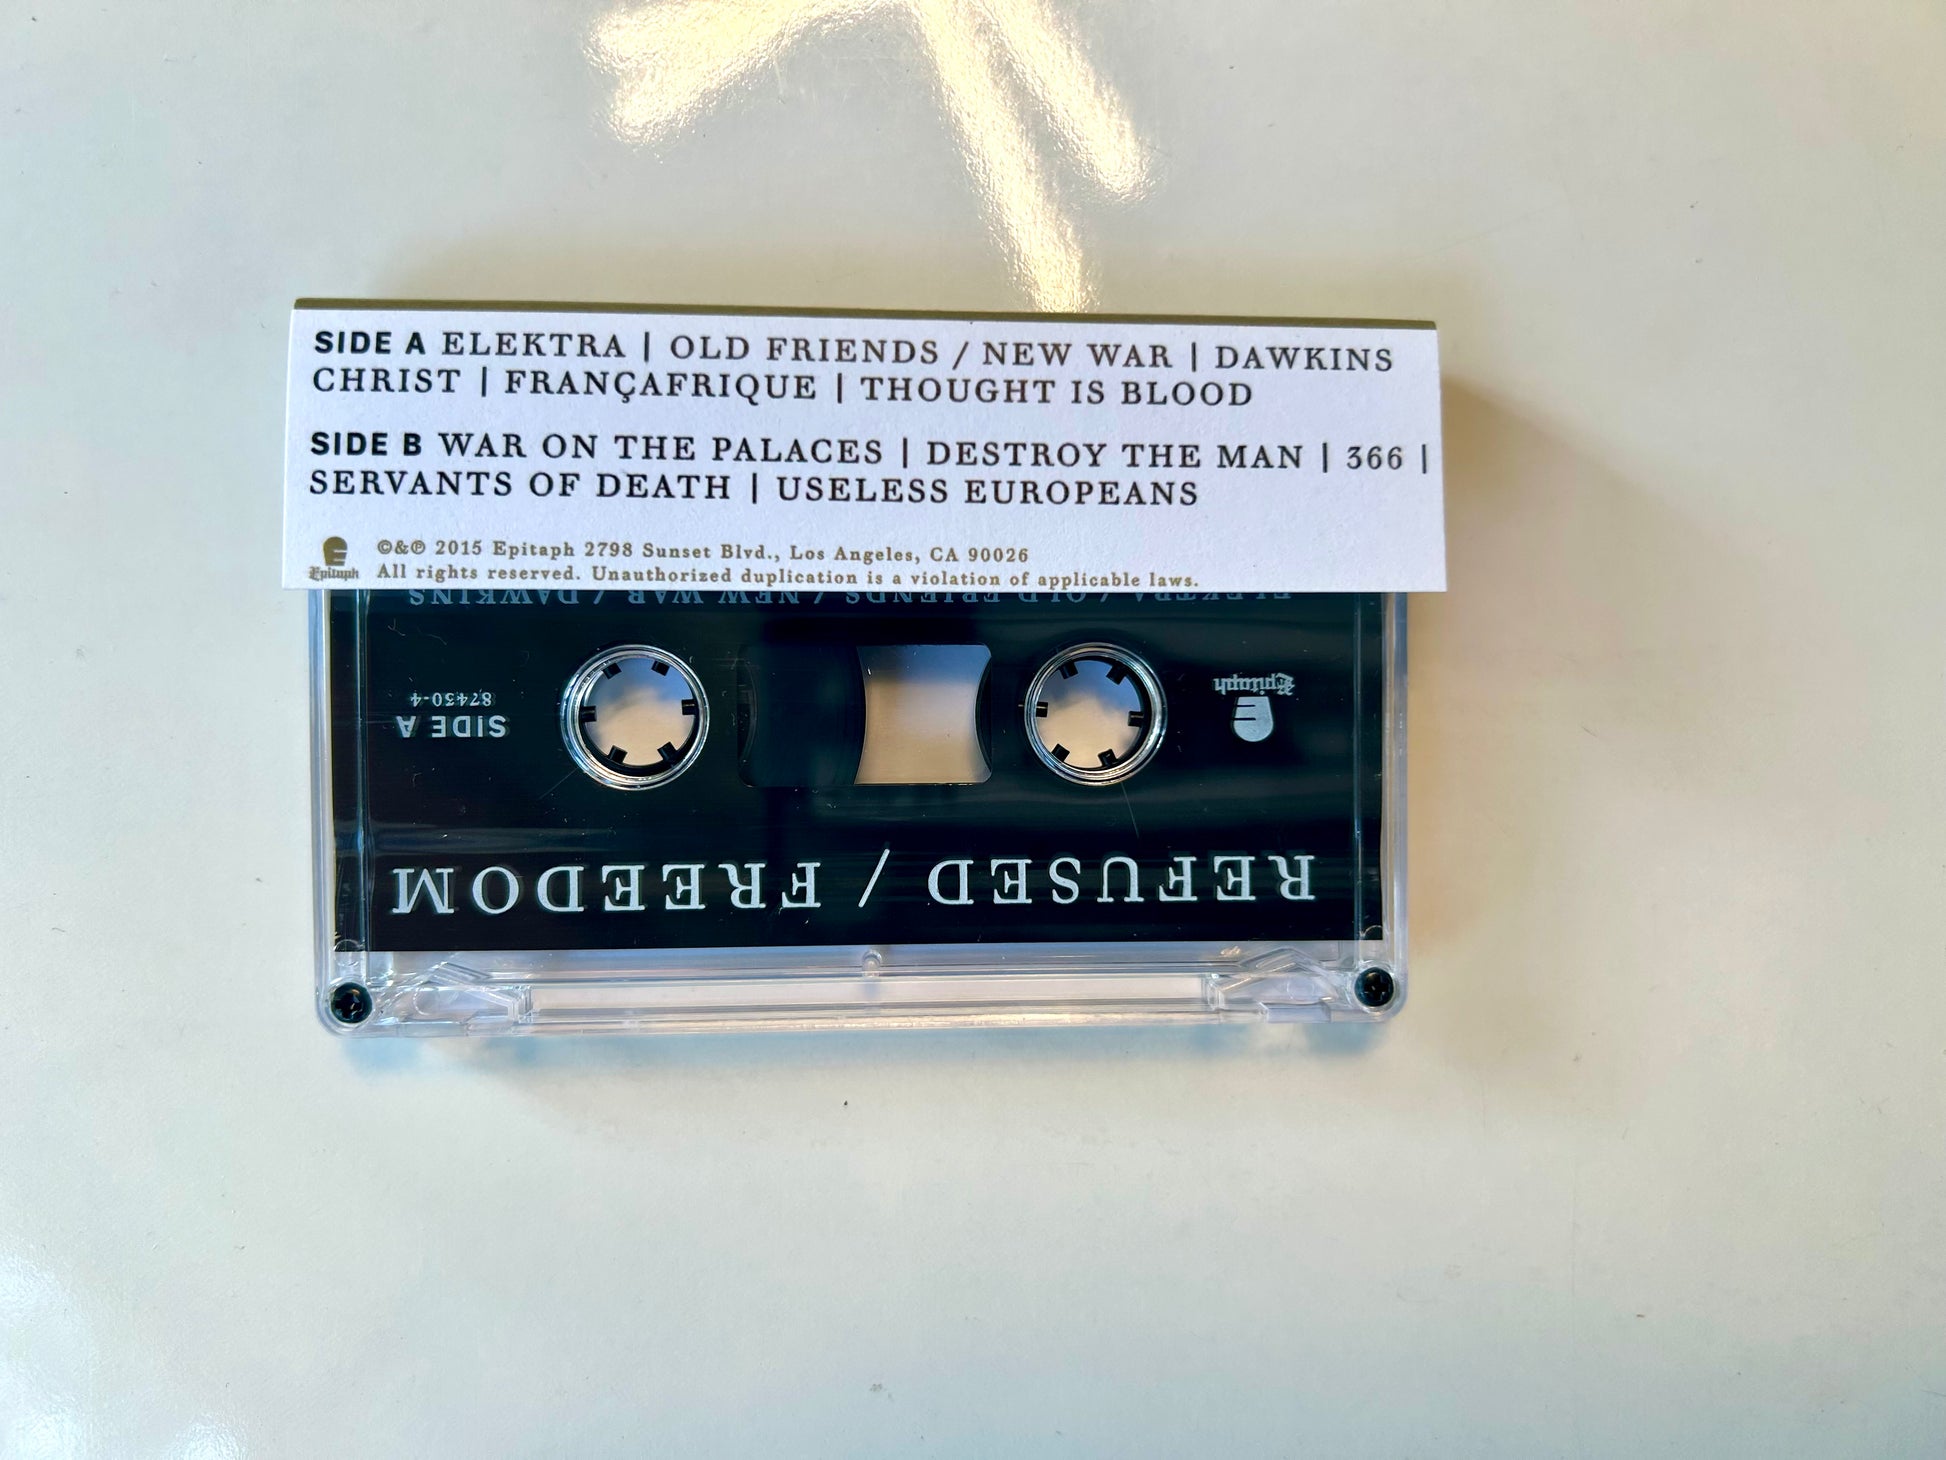 SIDE A ELEKTRA | OLD FRIENDS / NEW WAR | DAWKINS
CHRIST | FRANÇAFRIQUE | THOUGHT IS BLOOD
SIDE B WAR ON THE PALACES | DESTROY THE MAN | 366 |
SERVANTS OF DEATH | USELESS EUROPEANS
Epitaph
©&℗ 2015 Epitaph 2798 Sunset Blvd., Los Angeles, CA 90026
All rights reserved. Unauthorized duplication is a violation of applicable laws.
REFUSED / FREEDOM
Epitaph
SIDE A
87430-4
ELEKTRA / OLD FRIENDS / NEW WAR / DAWKINS